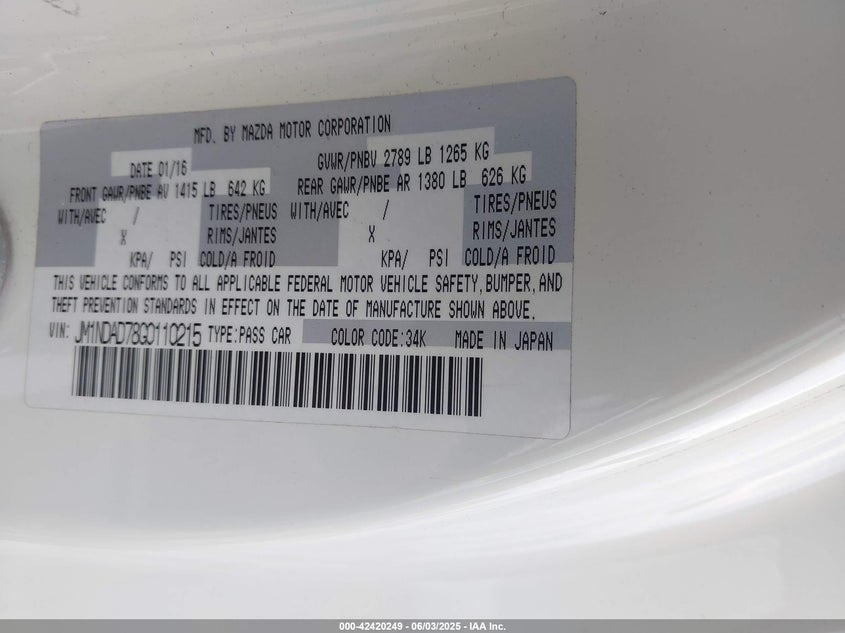 MFD. BY MAZDA MOTOR CORPORATION
DATE 01/16 GVWR/PNBV 2789 LB 1265 KG
FRONT GAWR/PNBE AV 1415 LB 642 KG REAR GAWR/PNBE AR 1380 LB 626 KG
WITH/AVEC / TIRES/PNEUS WITH/AVEC / TIRES/PNEUS
X RIMS/JANTES X RIMS/JANTES
KPA/ PSI COLD/A FROID KPA/ PSI COLD/A FROID
THIS VEHICLE CONFORMS TO ALL APPLICABLE FEDERAL MOTOR VEHICLE SAFETY, BUMPER, AND
THEFT PREVENTION STANDARDS IN EFFECT ON THE DATE OF MANUFACTURE SHOWN ABOVE.
VIN: JM1NDAD78G0110215 TYPE:PASS CAR COLOR CODE:34K MADE IN JAPAN
000-42420249 - 06/03/2025 - IAA Inc.